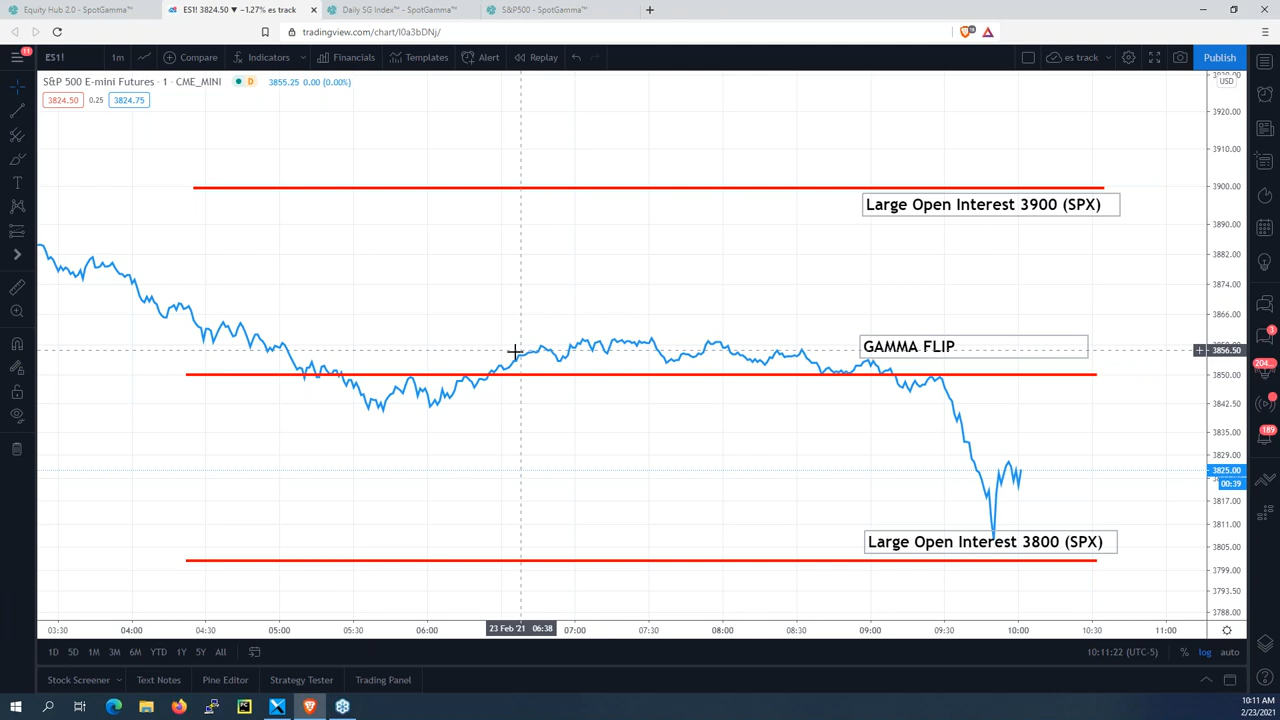 Equity Hub 2.0 - SpotGamma™
ES1! 3824.50 ▼ −1.27% es track
Daily SG Index™ - SpotGamma™
S&P500 - SpotGamma™
tradingview.com/chart/l0a3bDNj/
11
ES1!
1m
Compare
Indicators
Financials
Templates
Alert
Replay
es track
Publish
S&P 500 E-mini Futures · 1 · CME_MINI
D
3855.25 0.00 (0.00%)
3824.50
0.25
3824.75
USD
3920.00
3910.00
3900.00
3890.00
3882.00
3874.00
3866.00
3856.50
3850.00
3842.50
3835.00
3829.00
3825.00
00:39
3817.00
3811.00
3805.00
3799.00
3793.50
3788.00
Large Open Interest 3900 (SPX)
GAMMA FLIP
Large Open Interest 3800 (SPX)
3
204...
189
03:30
04:00
04:30
05:00
05:30
06:00
23 Feb '21 06:38
07:00
07:30
08:00
08:30
09:00
09:30
10:00
10:30
11:00
1D 5D 1M 3M 6M YTD 1Y 5Y All
10:11:22 (UTC-5)
%
log
auto
Stock Screener
Text Notes
Pine Editor
Strategy Tester
Trading Panel
10:11 AM
2/23/2021